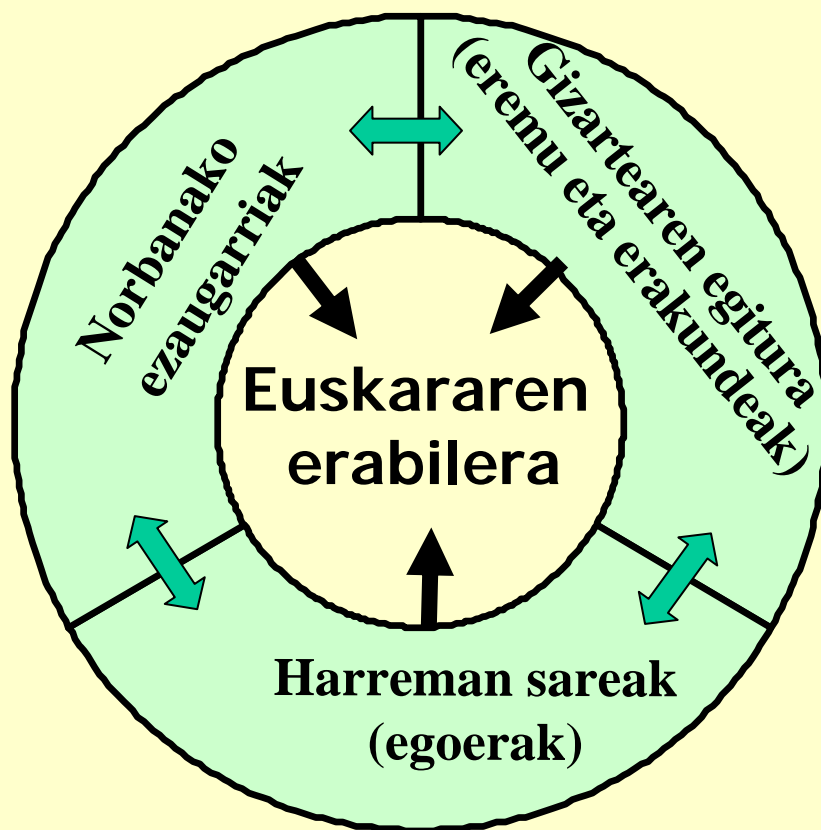 Norbanako
ezaugarriak
Gizartearen egitura
(eremu eta erakundeak)
Euskararen
erabilera
Harreman sareak
(egoerak)